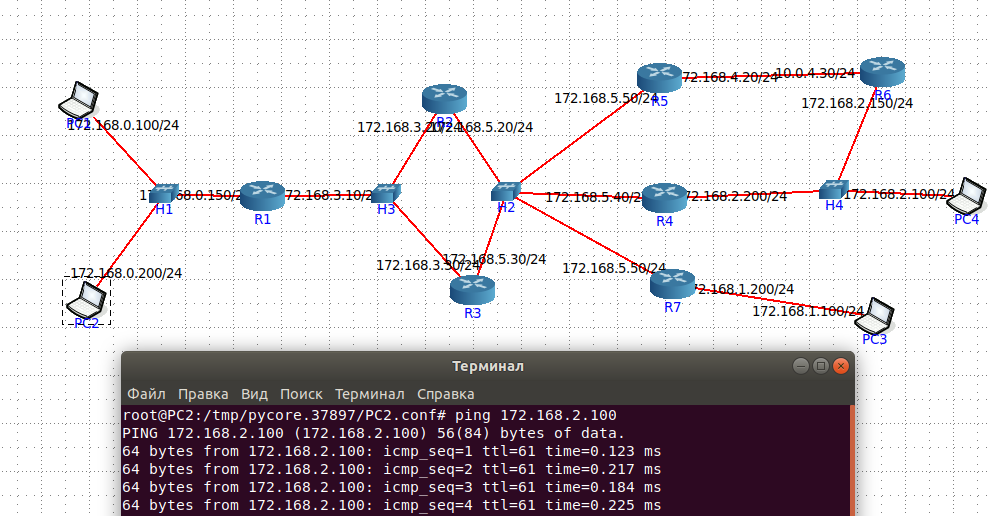 172.168.4.20/24
10.0.4.30/24
R6
R5
172.168.5.50/24
172.168.2.150/24
172.168.0.100/24
R2
172.168.5.20/24
172.168.3.10/24
H1
R1
H3
H2
172.168.5.40/2
R4
172.168.2.200/24
H4
172.168.2.100/24
PC4
172.168.0.200/24
PC2
172.168.3.30/24
172.168.5.30/24
R3
172.168.5.50/24
R7
172.168.1.200/24
172.168.1.100/24
PC3
Терминал
Файл Правка Вид Поиск Терминал Справка
root@PC2:/tmp/pycore.37897/PC2.conf# ping 172.168.2.100
PING 172.168.2.100 (172.168.2.100) 56(84) bytes of data.
64 bytes from 172.168.2.100: icmp_seq=1 ttl=61 time=0.123 ms
64 bytes from 172.168.2.100: icmp_seq=2 ttl=61 time=0.217 ms
64 bytes from 172.168.2.100: icmp_seq=3 ttl=61 time=0.184 ms
64 bytes from 172.168.2.100: icmp_seq=4 ttl=61 time=0.225 ms